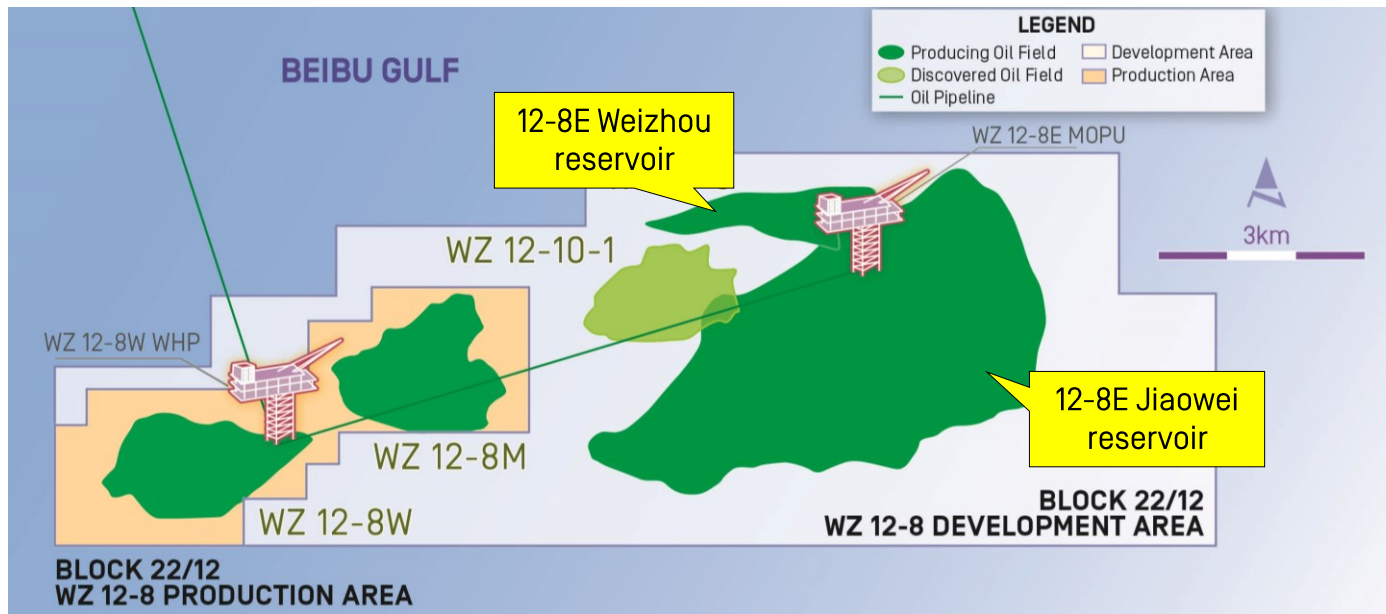 BEIBU GULF
LEGEND
Producing Oil Field
Development Area
Discovered Oil Field
Production Area
Oil Pipeline
12-8E Weizhou
reservoir
WZ 12-8E MOPU
3km
WZ 12-10-1
WZ 12-8W WHP
12-8E Jiaowei
reservoir
WZ 12-8M
WZ 12-8W
BLOCK 22/12
WZ 12-8 DEVELOPMENT AREA
BLOCK 22/12
WZ 12-8 PRODUCTION AREA